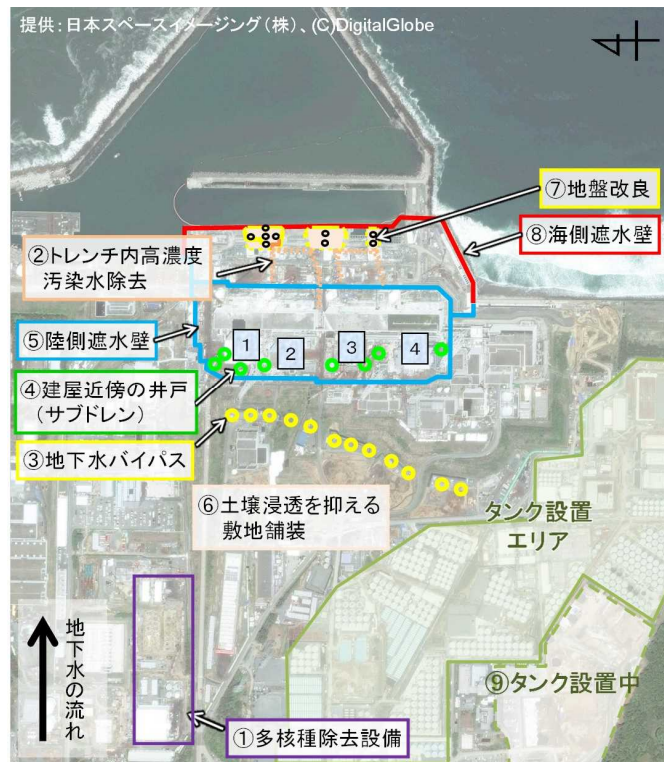 提供：日本スペースイメージング（株）、(C)DigitalGlobe
⑦地盤改良
⑧海側遮水壁
②トレンチ内高濃度
汚染水除去
⑤陸側遮水壁
1
2
3
4
④建屋近傍の井戸
（サブドレン）
③地下水バイパス
⑥土壌浸透を抑える
敷地舗装
タンク設置
エリア
地下水の流れ
⑨タンク設置中
①多核種除去設備